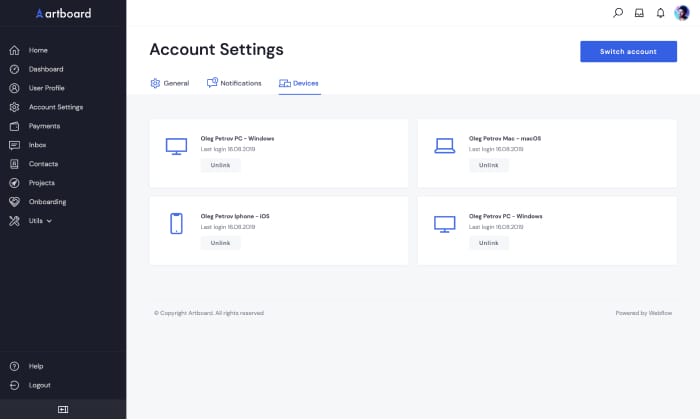 artboard
Home
Dashboard
User Profile
Account Settings
Payments
Inbox
Contacts
Projects
Onboarding
Utils
Help
Logout
Account Settings
Switch account
General
Notifications
Devices
Oleg Petrov PC - Windows
Last login 16.08.2019
Unlink
Oleg Petrov Mac - macOS
Last login 16.08.2019
Unlink
Oleg Petrov Iphone - iOS
Last login 16.08.2019
Unlink
Oleg Petrov PC - Windows
Last login 16.08.2019
Unlink
© Copyright Artboard. All rights reserved
Powered by Webflow